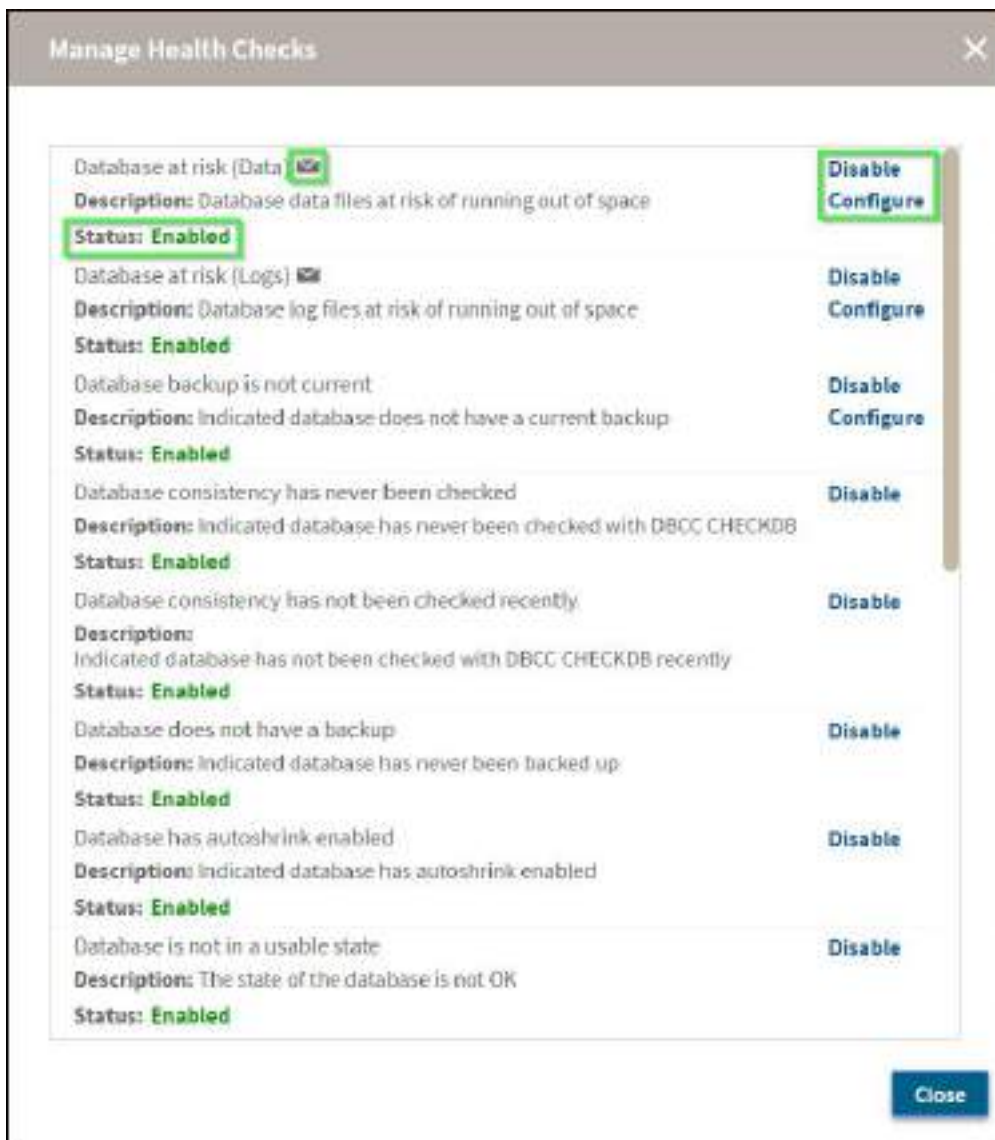 Manage Health Checks
Database at risk (Data)
Disable
Description: Database data files at risk of running out of space
Configure
Status: Enabled
Database at risk (Logs)
Disable
Description: Database log files at risk of running out of space
Configure
Status: Enabled
Database backup is not current
Disable
Description: Indicated database does not have a current backup
Configure
Status: Enabled
Database consistency has never been checked
Disable
Description: Indicated database has never been checked with DBCC CHECKDB
Status: Enabled
Database consistency has not been checked recently
Disable
Description:
Indicated database has not been checked with DBCC CHECKDB recently
Status: Enabled
Database does not have a backup
Disable
Description: Indicated database has never been backed up
Status: Enabled
Database has autoshrink enabled
Disable
Description: Indicated database has autoshrink enabled
Status: Enabled
Database is not in a usable state
Disable
Description: The state of the database is not OK
Status: Enabled
Close